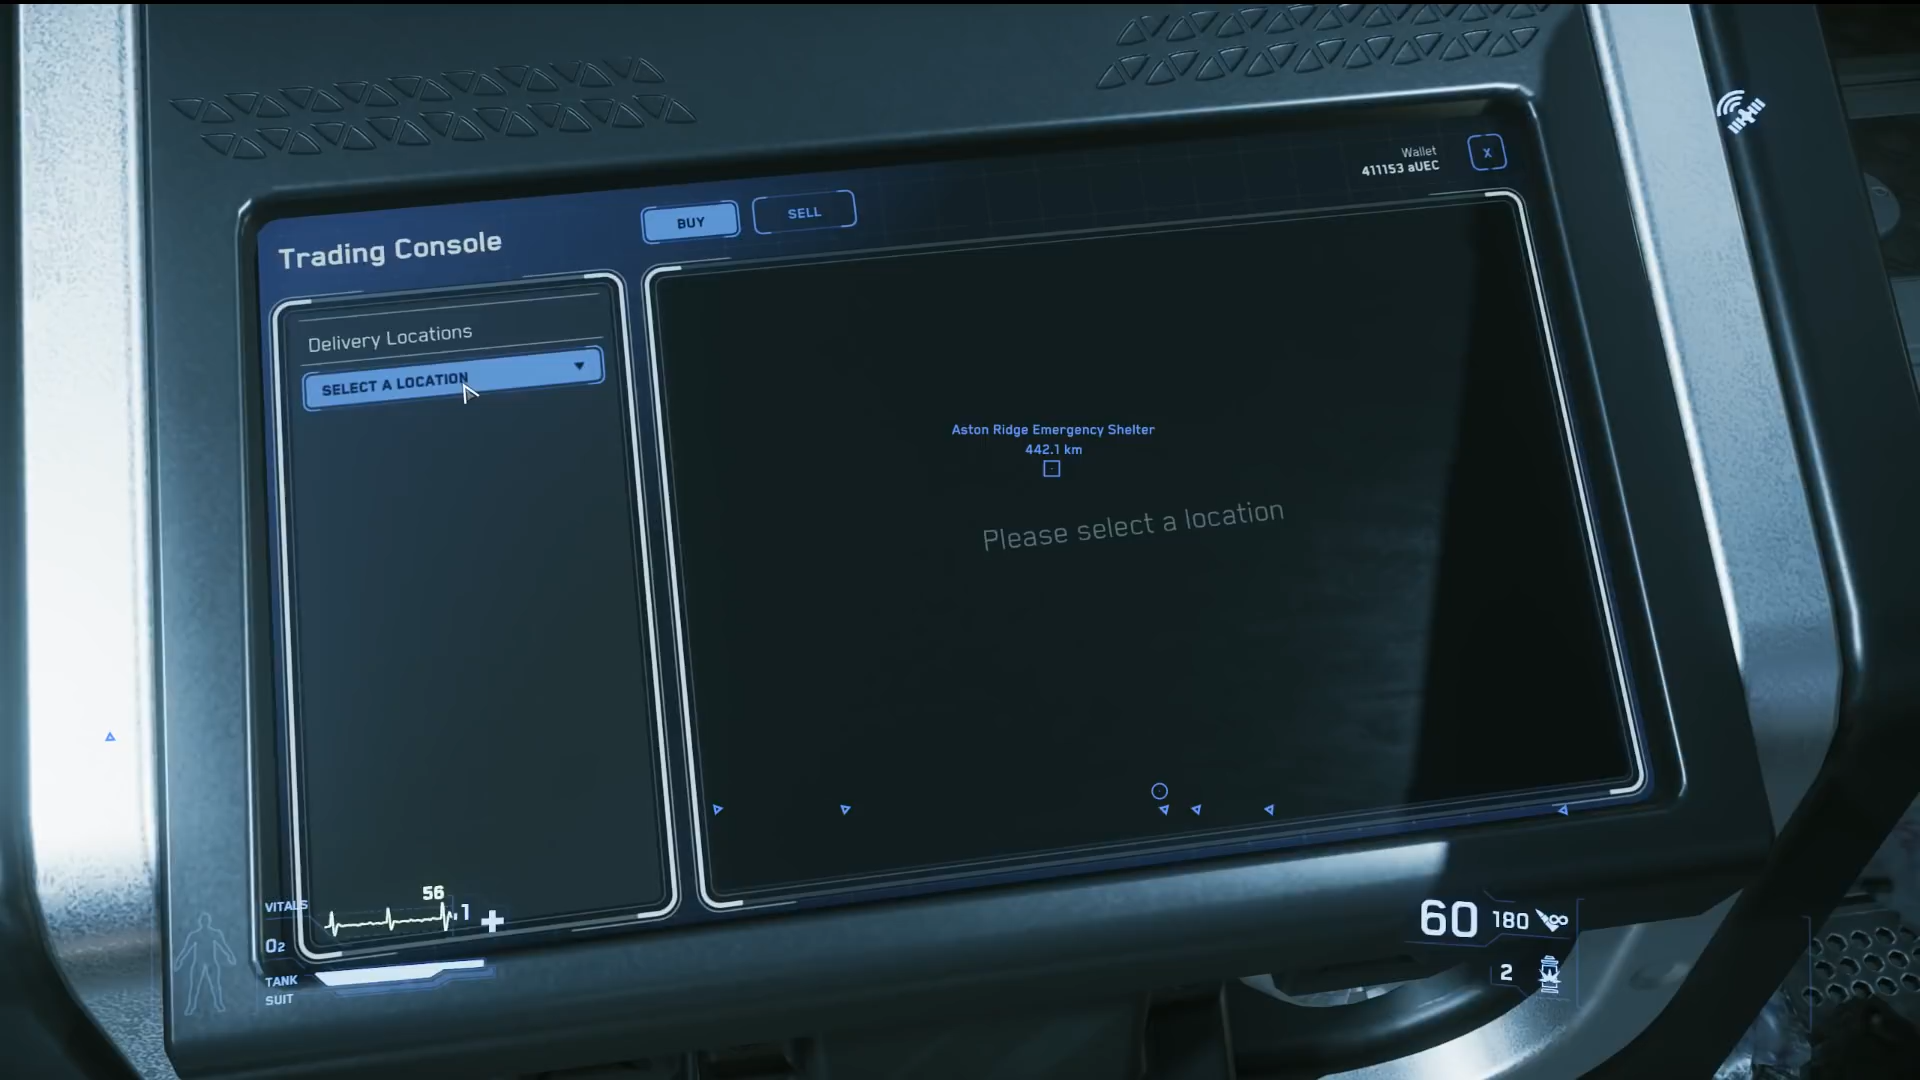 Wallet
411153 aUEC
X
BUY
SELL
Trading Console
Delivery Locations
SELECT A LOCATION
Aston Ridge Emergency Shelter
442.1 km
Please select a location
56
VITALS
.1
O2
TANK
SUIT
60
180
2